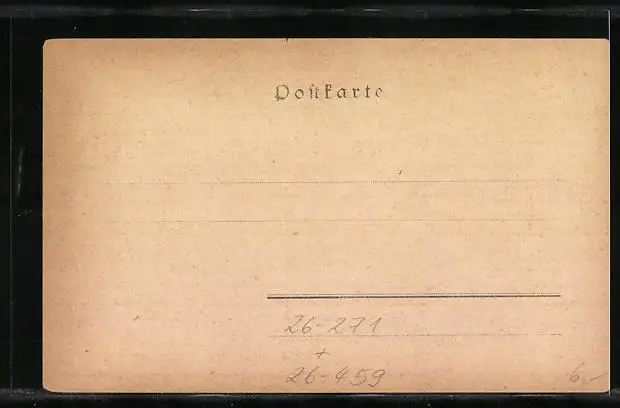 Postkarte
26-271
+
26-459
6,-